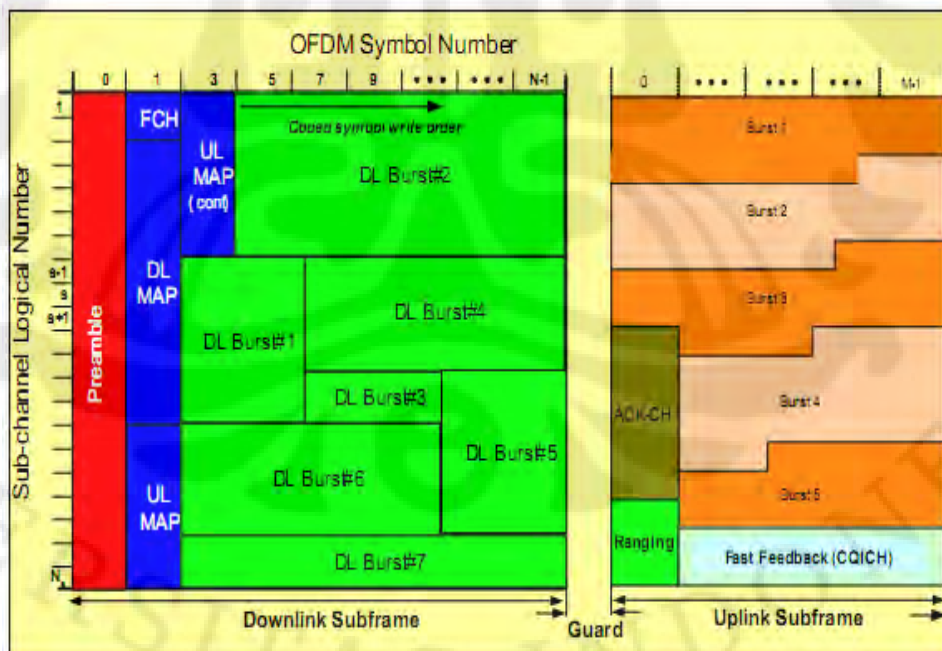 OFDM Symbol Number
0 1 3 5 7 9 ••• ••• N-1
0 ••• ••• ••• M-1
Sub-channel Logical Number
1
s-1
s
s+1
N
Preamble
FCH
DL
MAP
UL
MAP
UL
MAP
(cont)
Coded symbol write order
DL Burst#2
DL Burst#1
DL Burst#4
DL Burst#3
DL Burst#5
DL Burst#6
DL Burst#7
Burst 1
Burst 2
Burst 3
Burst 4
Burst 5
ACK-CH
Ranging
Fast Feedback (CQICH)
Downlink Subframe
Guard
Uplink Subframe